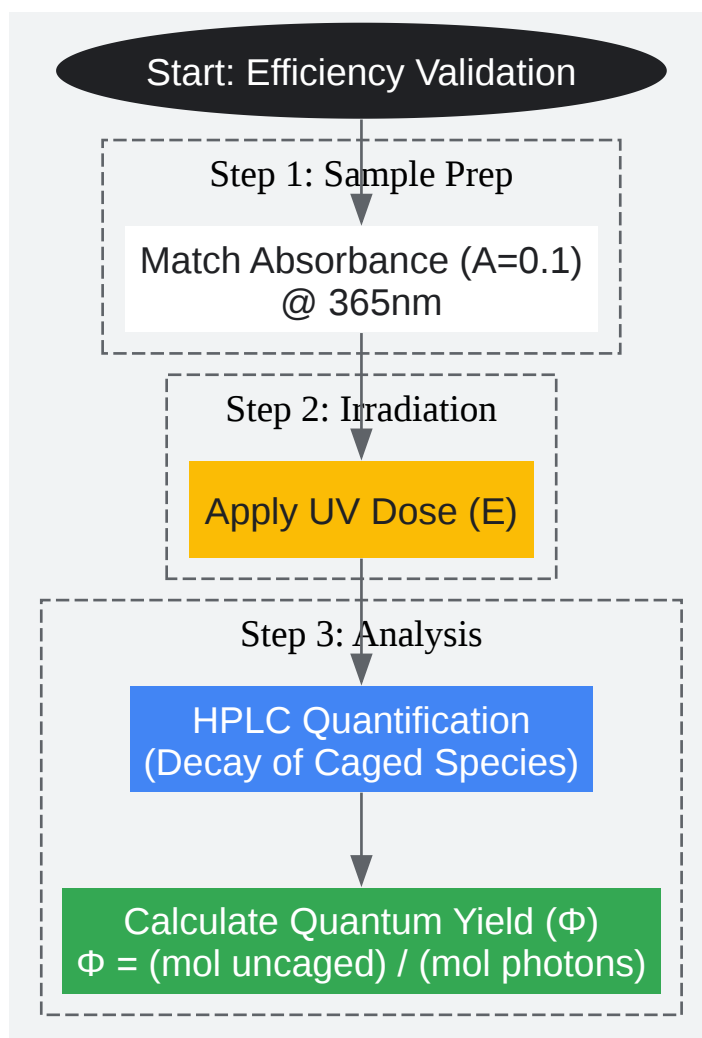 Start: Efficiency Validation
Step 1: Sample Prep
Match Absorbance (A=0.1)
@ 365nm
Step 2: Irradiation
Apply UV Dose (E)
Step 3: Analysis
HPLC Quantification
(Decay of Caged Species)
Calculate Quantum Yield (Φ)
Φ = (mol uncaged) / (mol photons)